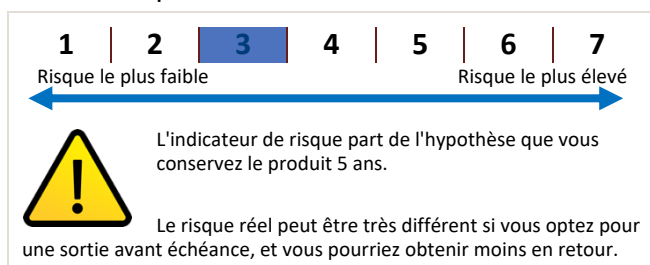 1 2 3 4 5 6 7
Risque le plus faible Risque le plus élevé
L'indicateur de risque part de l'hypothèse que vous
conservez le produit 5 ans.
Le risque réel peut être très différent si vous optez pour
une sortie avant échéance, et vous pourriez obtenir moins en retour.